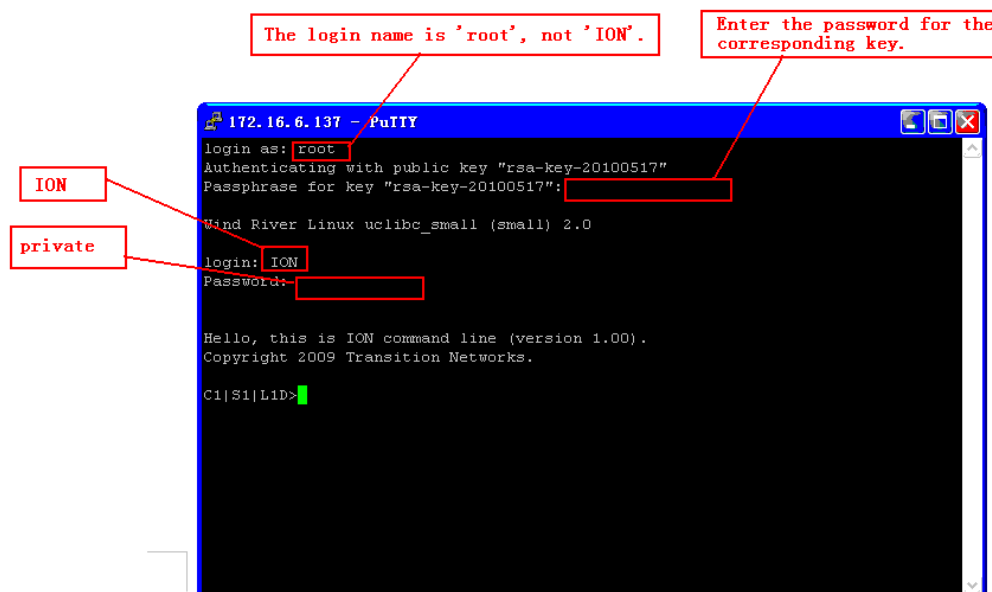 The login name is 'root', not 'ION'.
Enter the password for the
corresponding key.
172.16.6.137 - PuTTY
login as: root
Authenticating with public key "rsa-key-20100517"
Passphrase for key "rsa-key-20100517":
ION
Wind River Linux uclibc_small (small) 2.0
private
login: ION
Password:
Hello, this is ION command line (version 1.00).
Copyright 2009 Transition Networks.
C1|S1|L1D>